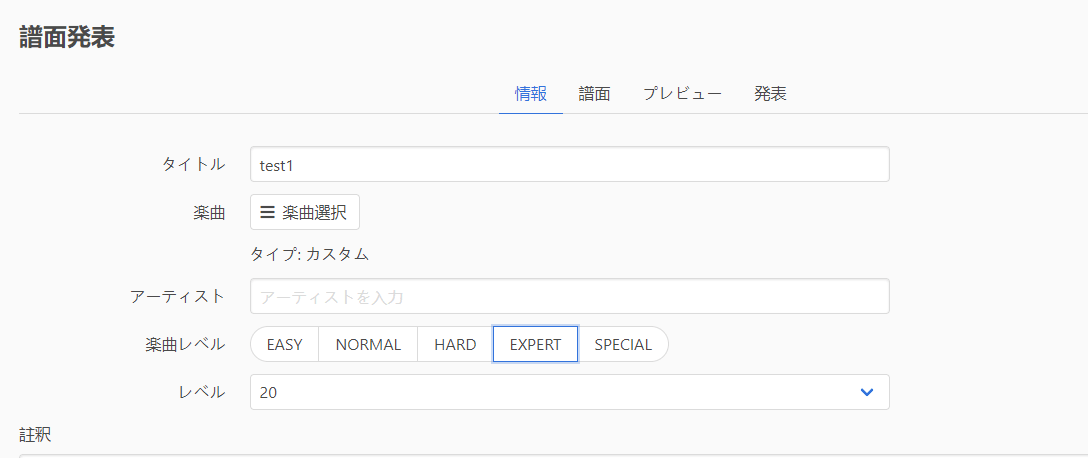 譜面発表
情報 譜面 プレビュー 発表
タイトル test1
楽曲 楽曲選択
タイプ: カスタム
アーティスト アーティストを入力
楽曲レベル EASY NORMAL HARD EXPERT SPECIAL
レベル 20
註釈